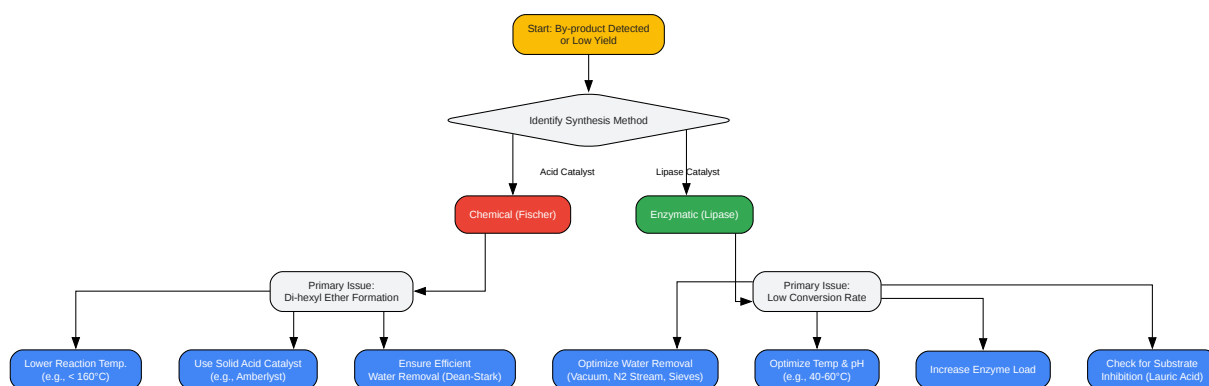 Start: By-product Detected
or Low Yield
Identify Synthesis Method
Acid Catalyst
Lipase Catalyst
Chemical (Fischer)
Enzymatic (Lipase)
Primary Issue:
Di-hexyl Ether Formation
Primary Issue:
Low Conversion Rate
Lower Reaction Temp.
(e.g., < 160°C)
Use Solid Acid Catalyst
(e.g., Amberlyst)
Ensure Efficient
Water Removal (Dean-Stark)
Optimize Water Removal
(Vacuum, N2 Stream, Sieves)
Optimize Temp & pH
(e.g., 40-60°C)
Increase Enzyme Load
Check for Substrate
Inhibition (Lauric Acid)